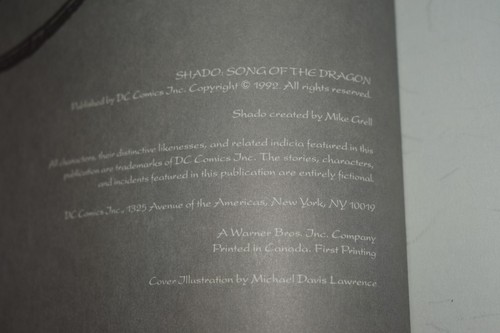 SHADO: SONG OF THE DRAGON
Published by DC Comics Inc. Copyright © 1992. All rights reserved.
Shado created by Mike Grell
All characters, their distinctive likenesses, and related indicia featured in this
publication are trademarks of DC Comics Inc. The stories, characters,
and incidents featured in this publication are entirely fictional.
DC Comics Inc., 1325 Avenue of the Americas, New York, NY 10019
A Warner Bros. Inc. Company
Printed in Canada. First Printing
Cover Illustration by Michael Davis Lawrence